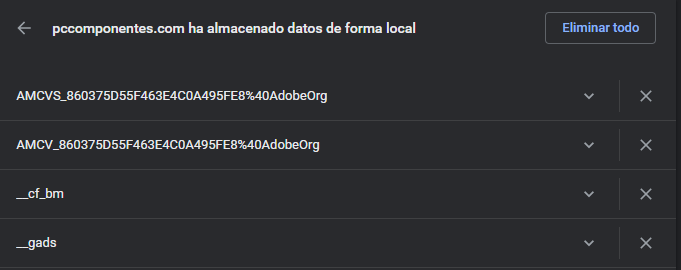 pccomponentes.com ha almacenado datos de forma local
Eliminar todo
AMCVS_860375D55F463E4C0A495FE8%40AdobeOrg
AMCV_860375D55F463E4C0A495FE8%40AdobeOrg
__cf_bm
__gads